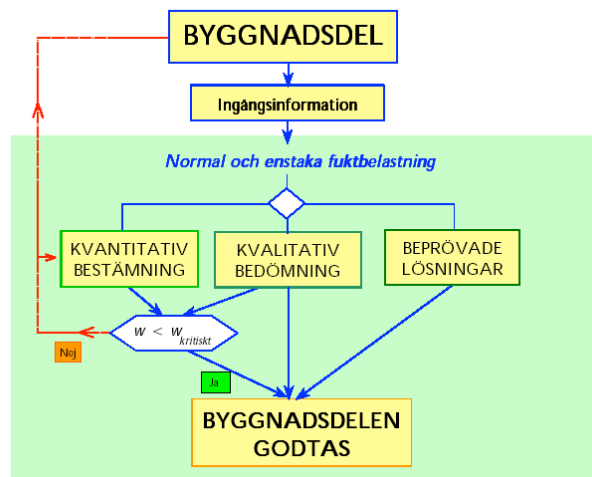 BYGGNADSDEL
Ingångsinformation
Normal och enstaka fuktbelastning
KVANTITATIV
BESTÄMNING
KVALITATIV
BEDÖMNING
BEPRÖVADE
LÖSNINGAR
w < w kritiskt
Nej
Ja
BYGGNADSDELEN
GODTAS